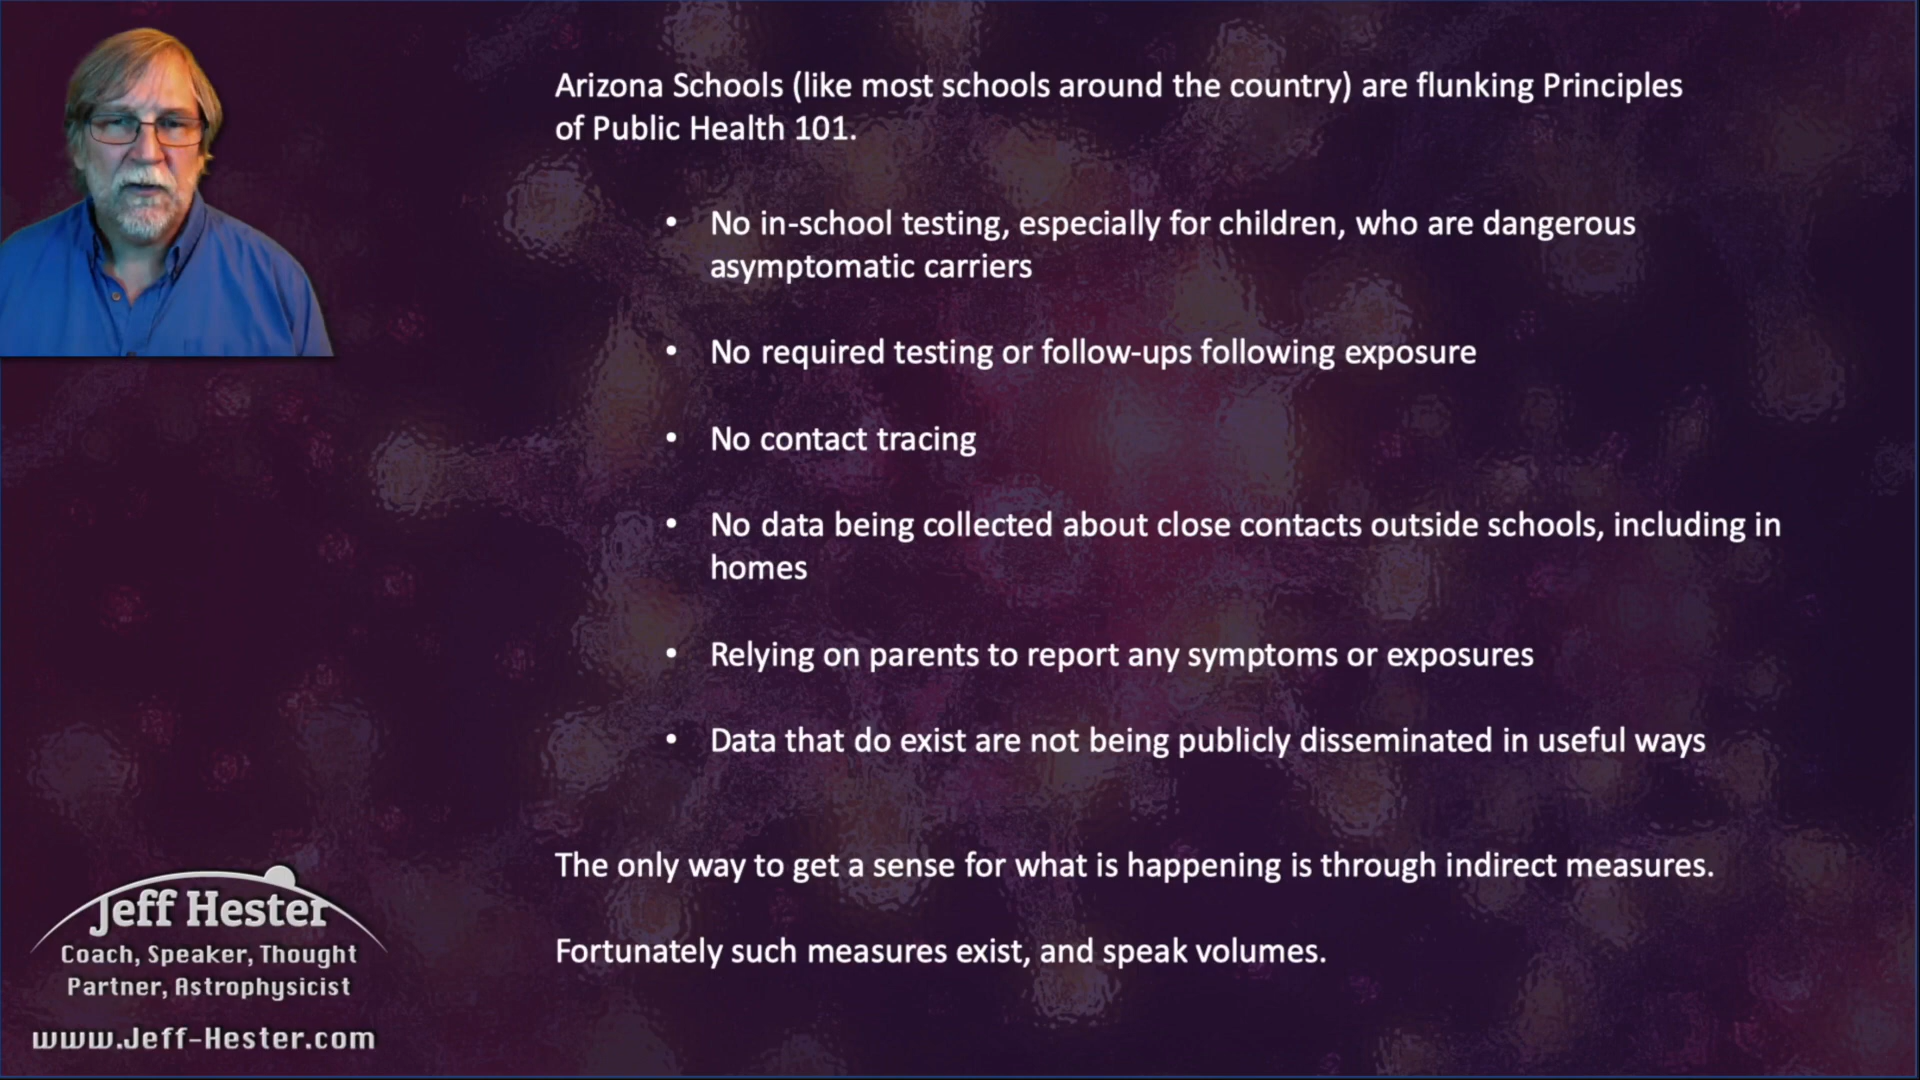 Arizona Schools (like most schools around the country) are flunking Principles
of Public Health 101.
• No in-school testing, especially for children, who are dangerous
asymptomatic carriers
• No required testing or follow-ups following exposure
• No contact tracing
• No data being collected about close contacts outside schools, including in
homes
• Relying on parents to report any symptoms or exposures
• Data that do exist are not being publicly disseminated in useful ways
The only way to get a sense for what is happening is through indirect measures.
Fortunately such measures exist, and speak volumes.
Jeff Hester
Coach, Speaker, Thought
Partner, Astrophysicist
www.Jeff-Hester.com